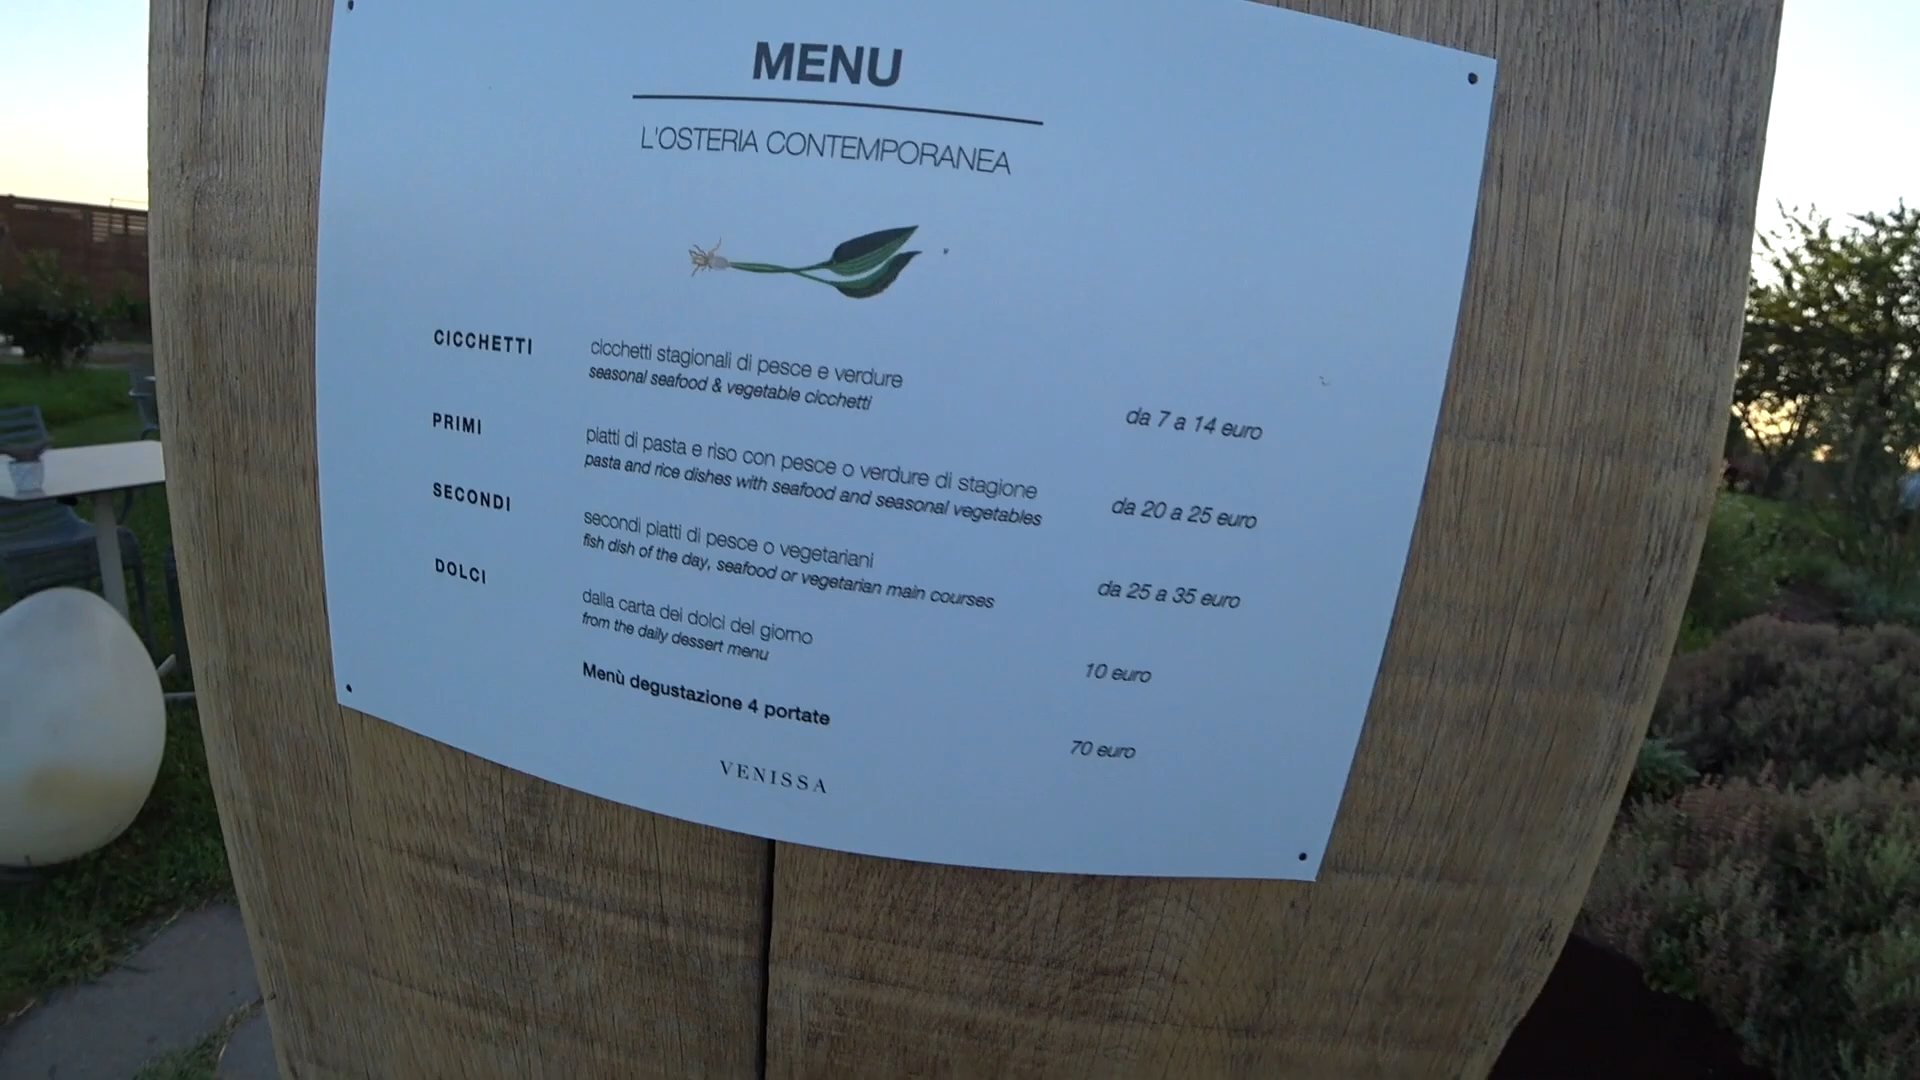 MENU
L'OSTERIA CONTEMPORANEA
CICCHETTI
cicchetti stagionali di pesce e verdure
seasonal seafood & vegetable cicchetti
da 7 a 14 euro
PRIMI
piatti di pasta e riso con pesce o verdure di stagione
pasta and rice dishes with seafood and seasonal vegetables
da 20 a 25 euro
SECONDI
secondi piatti di pesce o vegetariani
fish dish of the day, seafood or vegetarian main courses
da 25 a 35 euro
DOLCI
dalla carta dei dolci del giorno
from the daily dessert menu
10 euro
Menù degustazione 4 portate
70 euro
VENISSA